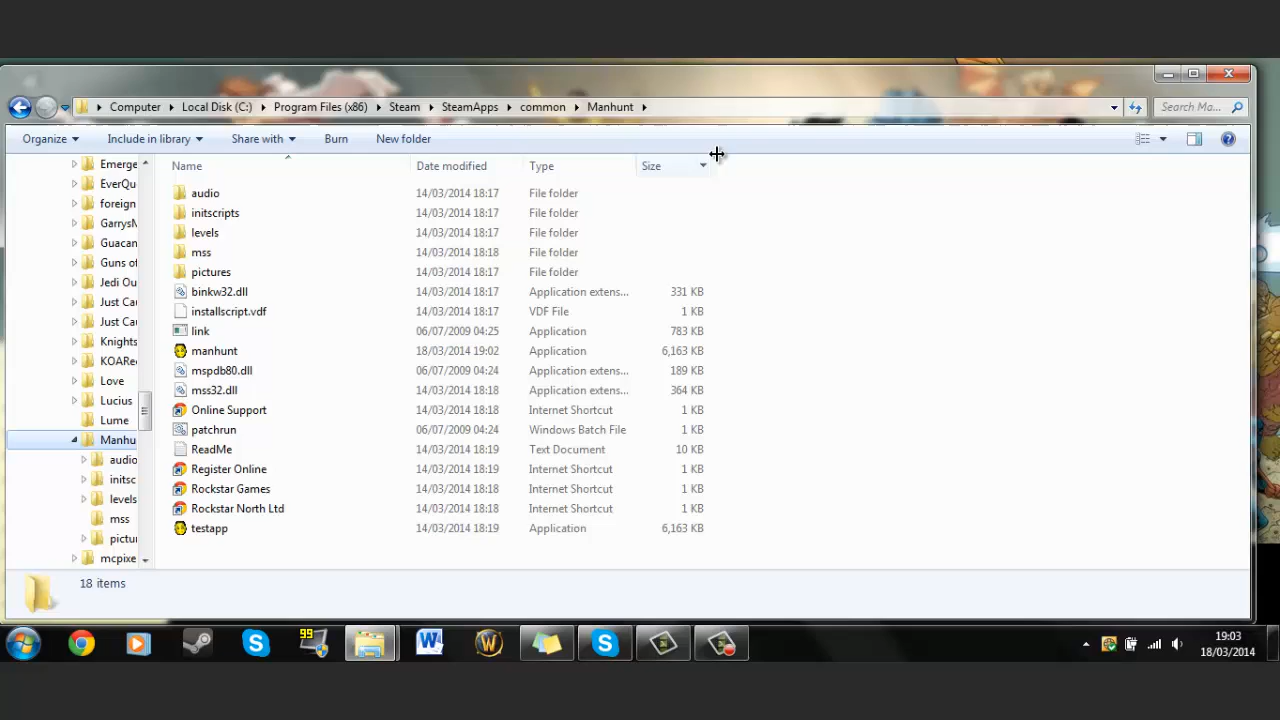 Computer Local Disk (C:) Program Files (x86) Steam SteamApps common Manhunt Search Ma...
Organize Include in library Share with Burn New folder
Name Date modified Type Size
Emerge
EverQu
foreign
GarrysM
Guacan
Guns of
Jedi Ou
Just Cau
Just Cau
Knights
KOARec
Love
Lucius
Lume
Manhu
audio
initsc
levels
mss
pictu
mcpixe
audio 14/03/2014 18:17 File folder
initscripts 14/03/2014 18:17 File folder
levels 14/03/2014 18:17 File folder
mss 14/03/2014 18:18 File folder
pictures 14/03/2014 18:17 File folder
binkw32.dll 14/03/2014 18:17 Application extens... 331 KB
installscript.vdf 14/03/2014 18:17 VDF File 1 KB
link 06/07/2009 04:25 Application 783 KB
manhunt 18/03/2014 19:02 Application 6,163 KB
mspdb80.dll 06/07/2009 04:24 Application extens... 189 KB
mss32.dll 14/03/2014 18:18 Application extens... 364 KB
Online Support 14/03/2014 18:18 Internet Shortcut 1 KB
patchrun 06/07/2009 04:24 Windows Batch File 1 KB
ReadMe 14/03/2014 18:19 Text Document 10 KB
Register Online 14/03/2014 18:19 Internet Shortcut 1 KB
Rockstar Games 14/03/2014 18:18 Internet Shortcut 1 KB
Rockstar North Ltd 14/03/2014 18:18 Internet Shortcut 1 KB
testapp 14/03/2014 18:19 Application 6,163 KB
18 items
99
19:03
18/03/2014